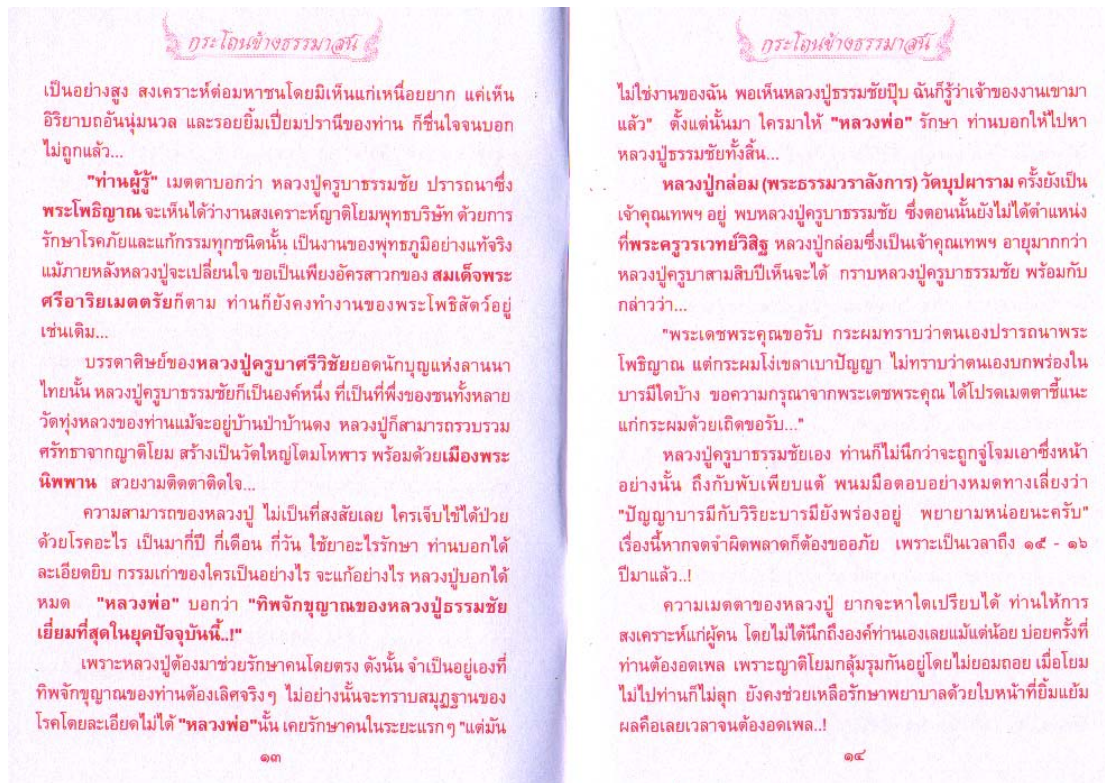 กระโถนข้างธรรมาสน์
เป็นอย่างสูง สงเคราะห์ต่อมหาชนโดยมิเห็นแก่เหนื่อยยาก แค่เห็น
อิริยาบถอันนุ่มนวล และรอยยิ้มเปี่ยมปรานีของท่าน ก็ชื่นใจจนบอก
ไม่ถูกแล้ว...
"ท่านผู้รู้" เมตตาบอกว่า หลวงปู่ครูบาธรรมชัย ปรารถนาซึ่ง
พระโพธิญาณ จะเห็นได้ว่างานสงเคราะห์ญาติโยมพุทธบริษัท ด้วยการ
รักษาโรคภัยและแก้กรรมทุกชนิดนั้น เป็นงานของพุทธภูมิอย่างแท้จริง
แม้ภายหลังหลวงปู่จะเปลี่ยนใจ ขอเป็นเพียงอัครสาวกของ สมเด็จพระ
ศรีอาริยเมตตรัยก็ตาม ท่านก็ยังคงทำงานของพระโพธิสัตว์อยู่
เช่นเดิม...
บรรดาศิษย์ของหลวงปู่ครูบาศรีวิชัยยอดนักบุญแห่งลานนา
ไทยนั้น หลวงปู่ครูบาธรรมชัยก็เป็นองค์หนึ่ง ที่เป็นที่พึ่งของชนทั้งหลาย
วัดทุ่งหลวงของท่านแม้จะอยู่บ้านป่าบ้านดง หลวงปู่ก็สามารถรวบรวม
ศรัทธาจากญาติโยม สร้างเป็นวัดใหญ่โตมโหฬาร พร้อมด้วยเมืองพระ
นิพพาน สวยงามติดตาติดใจ...
ความสามารถของหลวงปู่ ไม่เป็นที่สงสัยเลย ใครเจ็บไข้ได้ป่วย
ด้วยโรคอะไร เป็นมากี่ปี กี่เดือน กี่วัน ใช้ยาอะไรรักษา ท่านบอกได้
ละเอียดยิบ กรรมเก่าของใครเป็นอย่างไร จะแก้อย่างไร หลวงปู่บอกได้
หมด "หลวงพ่อ" บอกว่า "ทิพจักขุญาณของหลวงปู่ธรรมชัย
เยี่ยมที่สุดในยุคปัจจุบันนี้..!"
เพราะหลวงปู่ต้องมาช่วยรักษาคนโดยตรง ดังนั้น จำเป็นอยู่เองที่
ทิพจักขุญาณของท่านต้องเลิศจริงๆ ไม่อย่างนั้นจะทราบสมุฏฐานของ
โรคโดยละเอียดไม่ได้ "หลวงพ่อ"นั้น เคยรักษาคนในระยะแรกๆ "แต่มัน
๑๓
กระโถนข้างธรรมาสน์
ไม่ใช่งานของฉัน พอเห็นหลวงปู่ธรรมชัยปุ๊บ ฉันก็รู้ว่าเจ้าของงานเขามา
แล้ว" ตั้งแต่นั้นมา ใครมาให้ "หลวงพ่อ" รักษา ท่านบอกให้ไปหา
หลวงปู่ธรรมชัยทั้งสิ้น...
หลวงปู่กล่อม (พระธรรมวราลังการ) วัดบุปผาราม ครั้งยังเป็น
เจ้าคุณเทพฯ อยู่ พบหลวงปู่ครูบาธรรมชัย ซึ่งตอนนั้นยังไม่ได้ตำแหน่ง
ที่พระครูวรเวทย์วิสิฐ หลวงปู่กล่อมซึ่งเป็นเจ้าคุณเทพฯ อายุมากกว่า
หลวงปู่ครูบาสามสิบปีเห็นจะได้ กราบหลวงปู่ครูบาธรรมชัย พร้อมกับ
กล่าวว่า...
"พระเดชพระคุณขอรับ กระผมทราบว่าตนเองปรารถนาพระ
โพธิญาณ แต่กระผมโง่เขลาเบาปัญญา ไม่ทราบว่าตนเองบกพร่องใน
บารมีใดบ้าง ขอความกรุณาจากพระเดชพระคุณ ได้โปรดเมตตาชี้แนะ
แก่กระผมด้วยเถิดขอรับ..."
หลวงปู่ครูบาธรรมชัยเอง ท่านก็ไม่นึกว่าจะถูกจู่โจมเอาซึ่งหน้า
อย่างนั้น ถึงกับพับเพียบแต้ พนมมือตอบอย่างหมดทางเลี่ยงว่า
"ปัญญาบารมีกับวิริยะบารมียังพร่องอยู่ พยายามหน่อยนะครับ"
เรื่องนี้หากจดจำผิดพลาดก็ต้องขออภัย เพราะเป็นเวลาถึง ๑๕ - ๑๖
ปีมาแล้ว..!
ความเมตตาของหลวงปู่ ยากจะหาใดเปรียบได้ ท่านให้การ
สงเคราะห์แก่ผู้คน โดยไม่ได้นึกถึงองค์ท่านเองเลยแม้แต่น้อย บ่อยครั้งที่
ท่านต้องอดเพล เพราะญาติโยมกลุ้มรุมกันอยู่โดยไม่ยอมถอย เมื่อโยม
ไม่ไปท่านก็ไม่ลุก ยังคงช่วยเหลือรักษาพยาบาลด้วยใบหน้าที่ยิ้มแย้ม
ผลคือเลยเวลาจนต้องอดเพล..!
๑๔